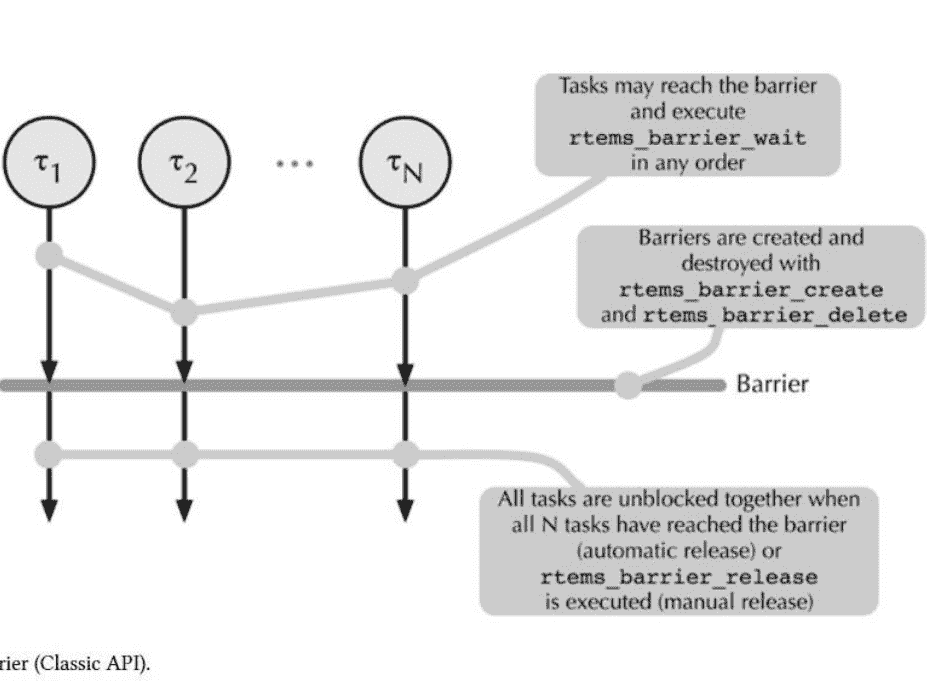 Tasks may reach the barrier
and execute
rtems_barrier_wait
in any order
τ1
τ2
...
τN
Barriers are created and
destroyed with
rtems_barrier_create
and rtems_barrier_delete
Barrier
All tasks are unblocked together when
all N tasks have reached the barrier
(automatic release) or
rtems_barrier_release
is executed (manual release)
rier (Classic API).